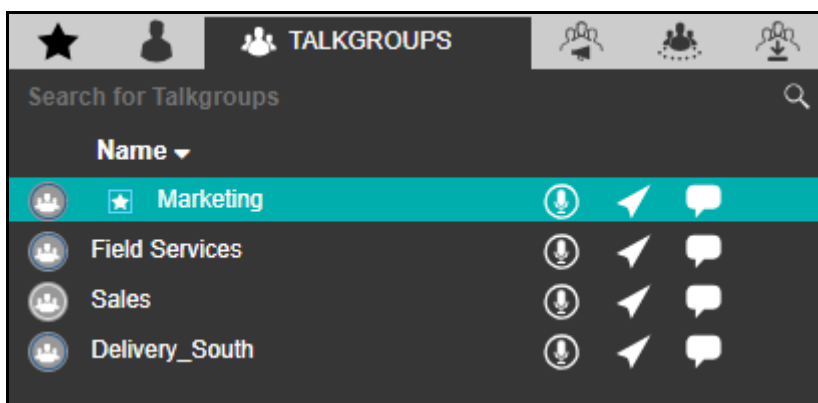 TALKGROUPS
Search for Talkgroups
Name
Marketing
Field Services
Sales
Delivery_South